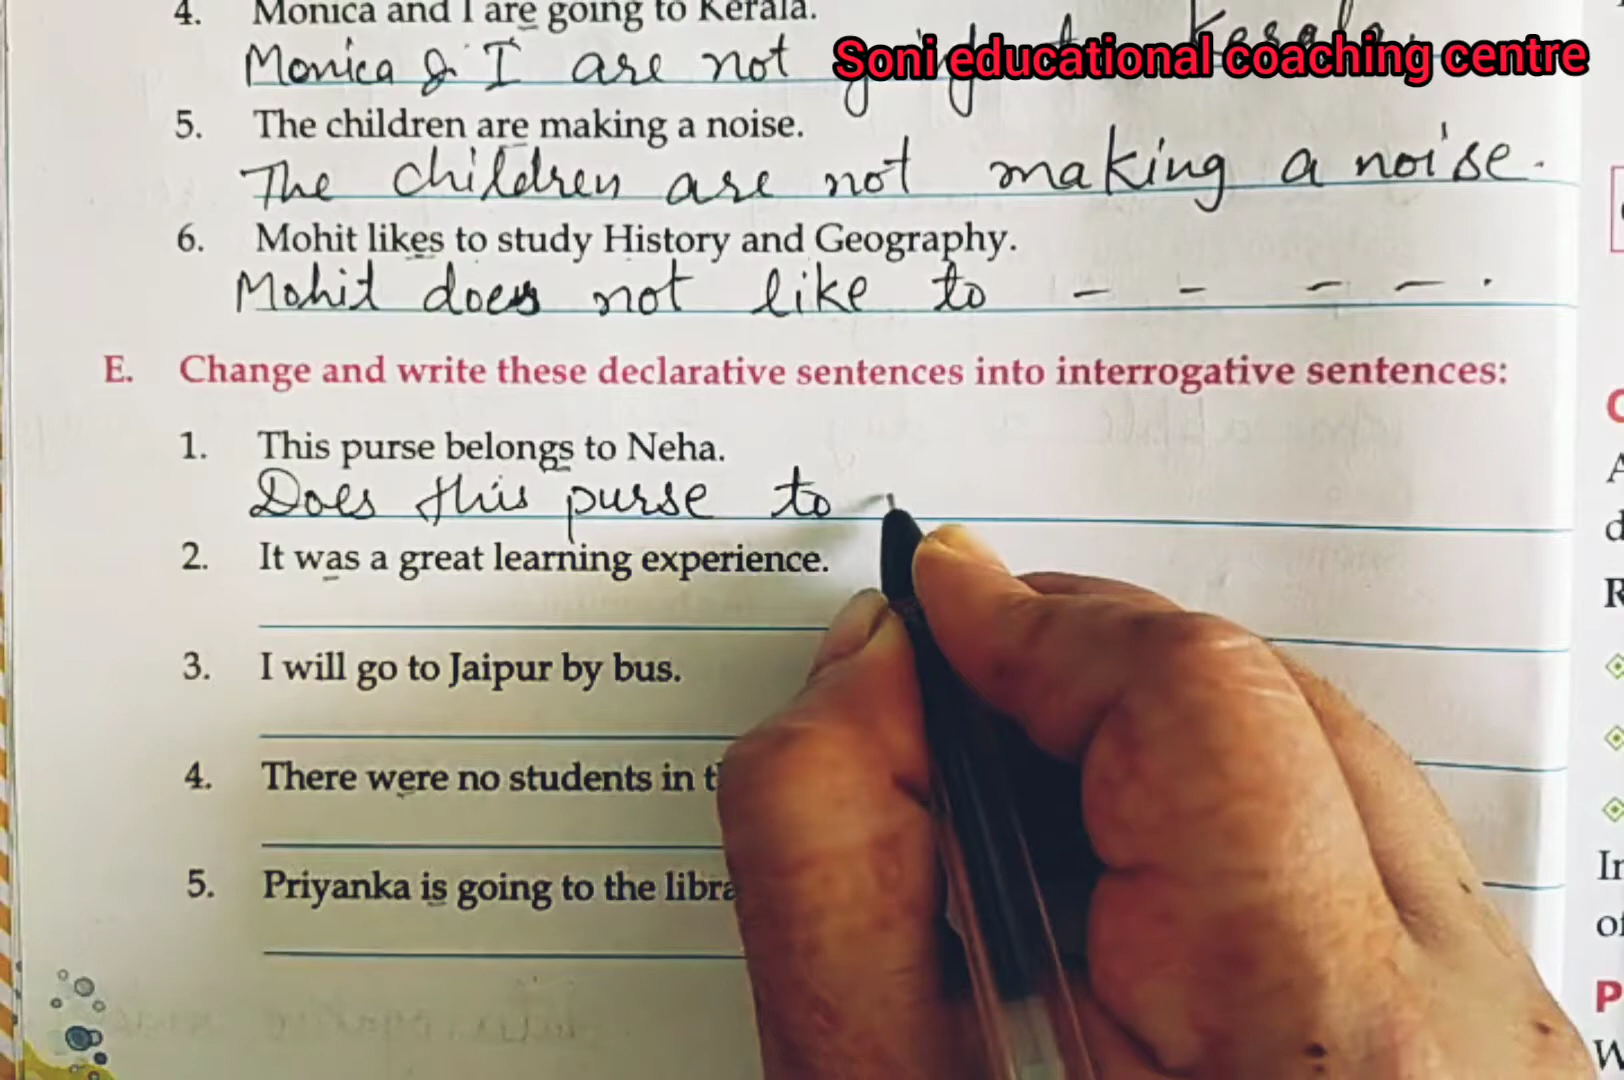 4. Monica and I are going to Kerala.
Monica & I are not going to Kerala.
Soni educational coaching centre
5. The children are making a noise.
The children are not making a noise.
6. Mohit likes to study History and Geography.
Mohit does not like to - - - - .
E. Change and write these declarative sentences into interrogative sentences:
1. This purse belongs to Neha.
Does this purse to
2. It was a great learning experience.
3. I will go to Jaipur by bus.
4. There were no students in
5. Priyanka is going to the